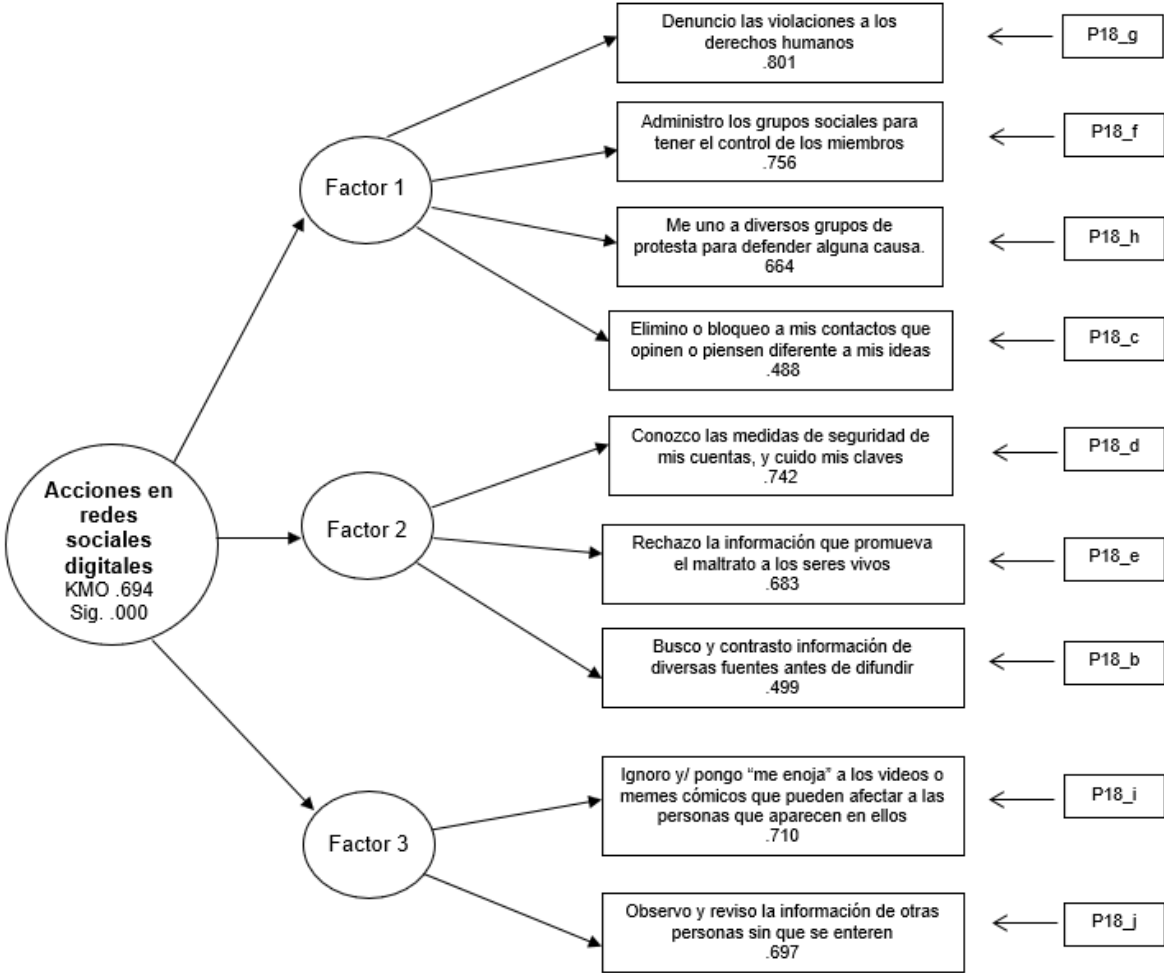 Denuncio las violaciones a los
derechos humanos
.801
P18_g
Administro los grupos sociales para
tener el control de los miembros
.756
P18_f
Factor 1
Me uno a diversos grupos de
protesta para defender alguna causa.
664
P18_h
Elimino o bloqueo a mis contactos que
opinen o piensen diferente a mis ideas
.488
P18_c
Acciones en
redes
sociales
digitales
KMO .694
Sig. .000
Conozco las medidas de seguridad de
mis cuentas, y cuido mis claves
.742
P18_d
Factor 2
Rechazo la información que promueva
el maltrato a los seres vivos
.683
P18_e
Busco y contrasto información de
diversas fuentes antes de difundir
.499
P18_b
Ignoro y/ pongo “me enoja” a los videos o
memes cómicos que pueden afectar a las
personas que aparecen en ellos
.710
P18_i
Factor 3
Observo y reviso la información de otras
personas sin que se enteren
.697
P18_j